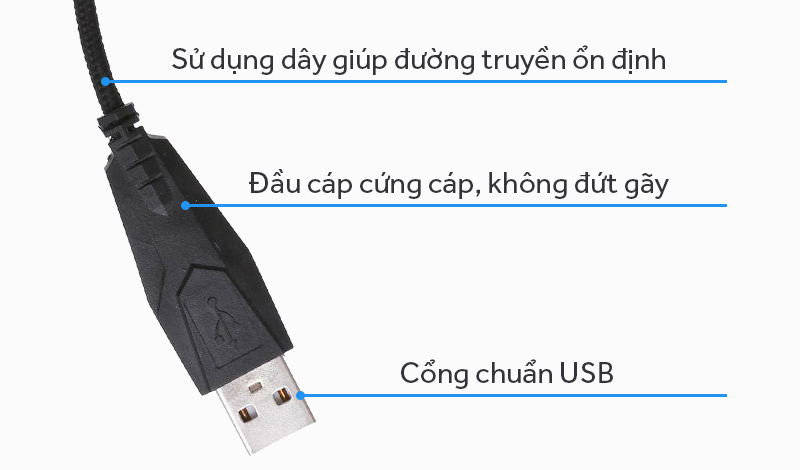 Sử dụng dây giúp đường truyền ổn định
Đầu cáp cứng cáp, không đứt gãy
Cổng chuẩn USB